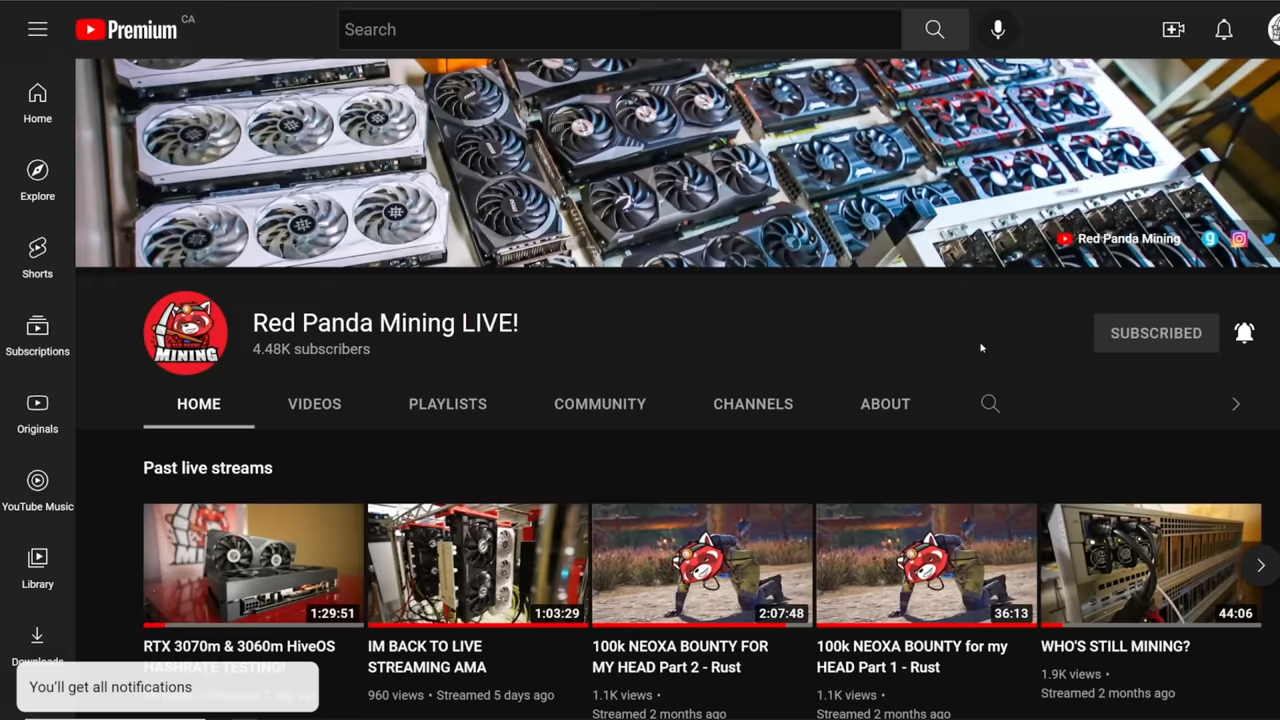 Premium CA
Search
Home
Explore
Shorts
Subscriptions
Originals
YouTube Music
Library
Downloads
Red Panda Mining
Red Panda Mining LIVE!
4.48K subscribers
SUBSCRIBED
HOME VIDEOS PLAYLISTS COMMUNITY CHANNELS ABOUT
Past live streams
MINING
1:29:51
RTX 3070m & 3060m HiveOS
HASHRATE TESTING!
1:03:29
IM BACK TO LIVE
STREAMING AMA
960 views • Streamed 5 days ago
2:07:48
100k NEOXA BOUNTY FOR
MY HEAD Part 2 - Rust
1.1K views •
Streamed 2 months ago
36:13
100k NEOXA BOUNTY for my
HEAD Part 1 - Rust
1.1K views •
Streamed 2 months ago
44:06
WHO'S STILL MINING?
1.9K views •
Streamed 2 months ago
You'll get all notifications